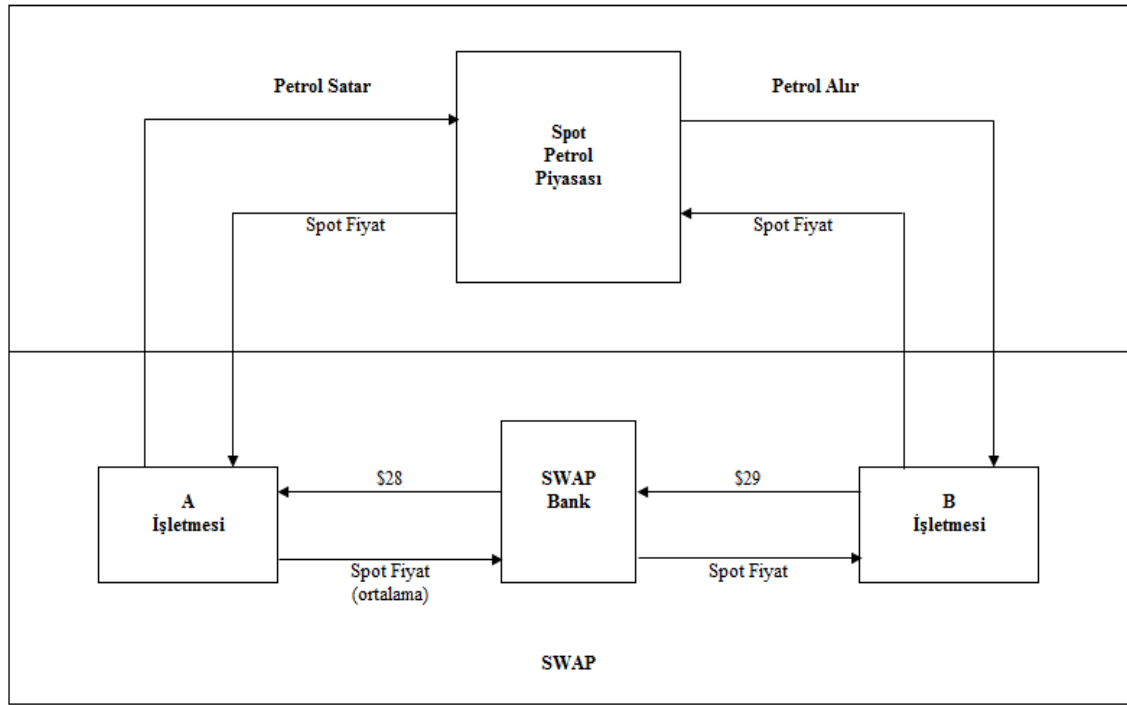 Petrol Satar
Petrol Alır
Spot
Petrol
Piyasası
Spot Fiyat
Spot Fiyat
A
İşletmesi
$28
SWAP
Bank
$29
B
İşletmesi
Spot Fiyat
(ortalama)
Spot Fiyat
SWAP